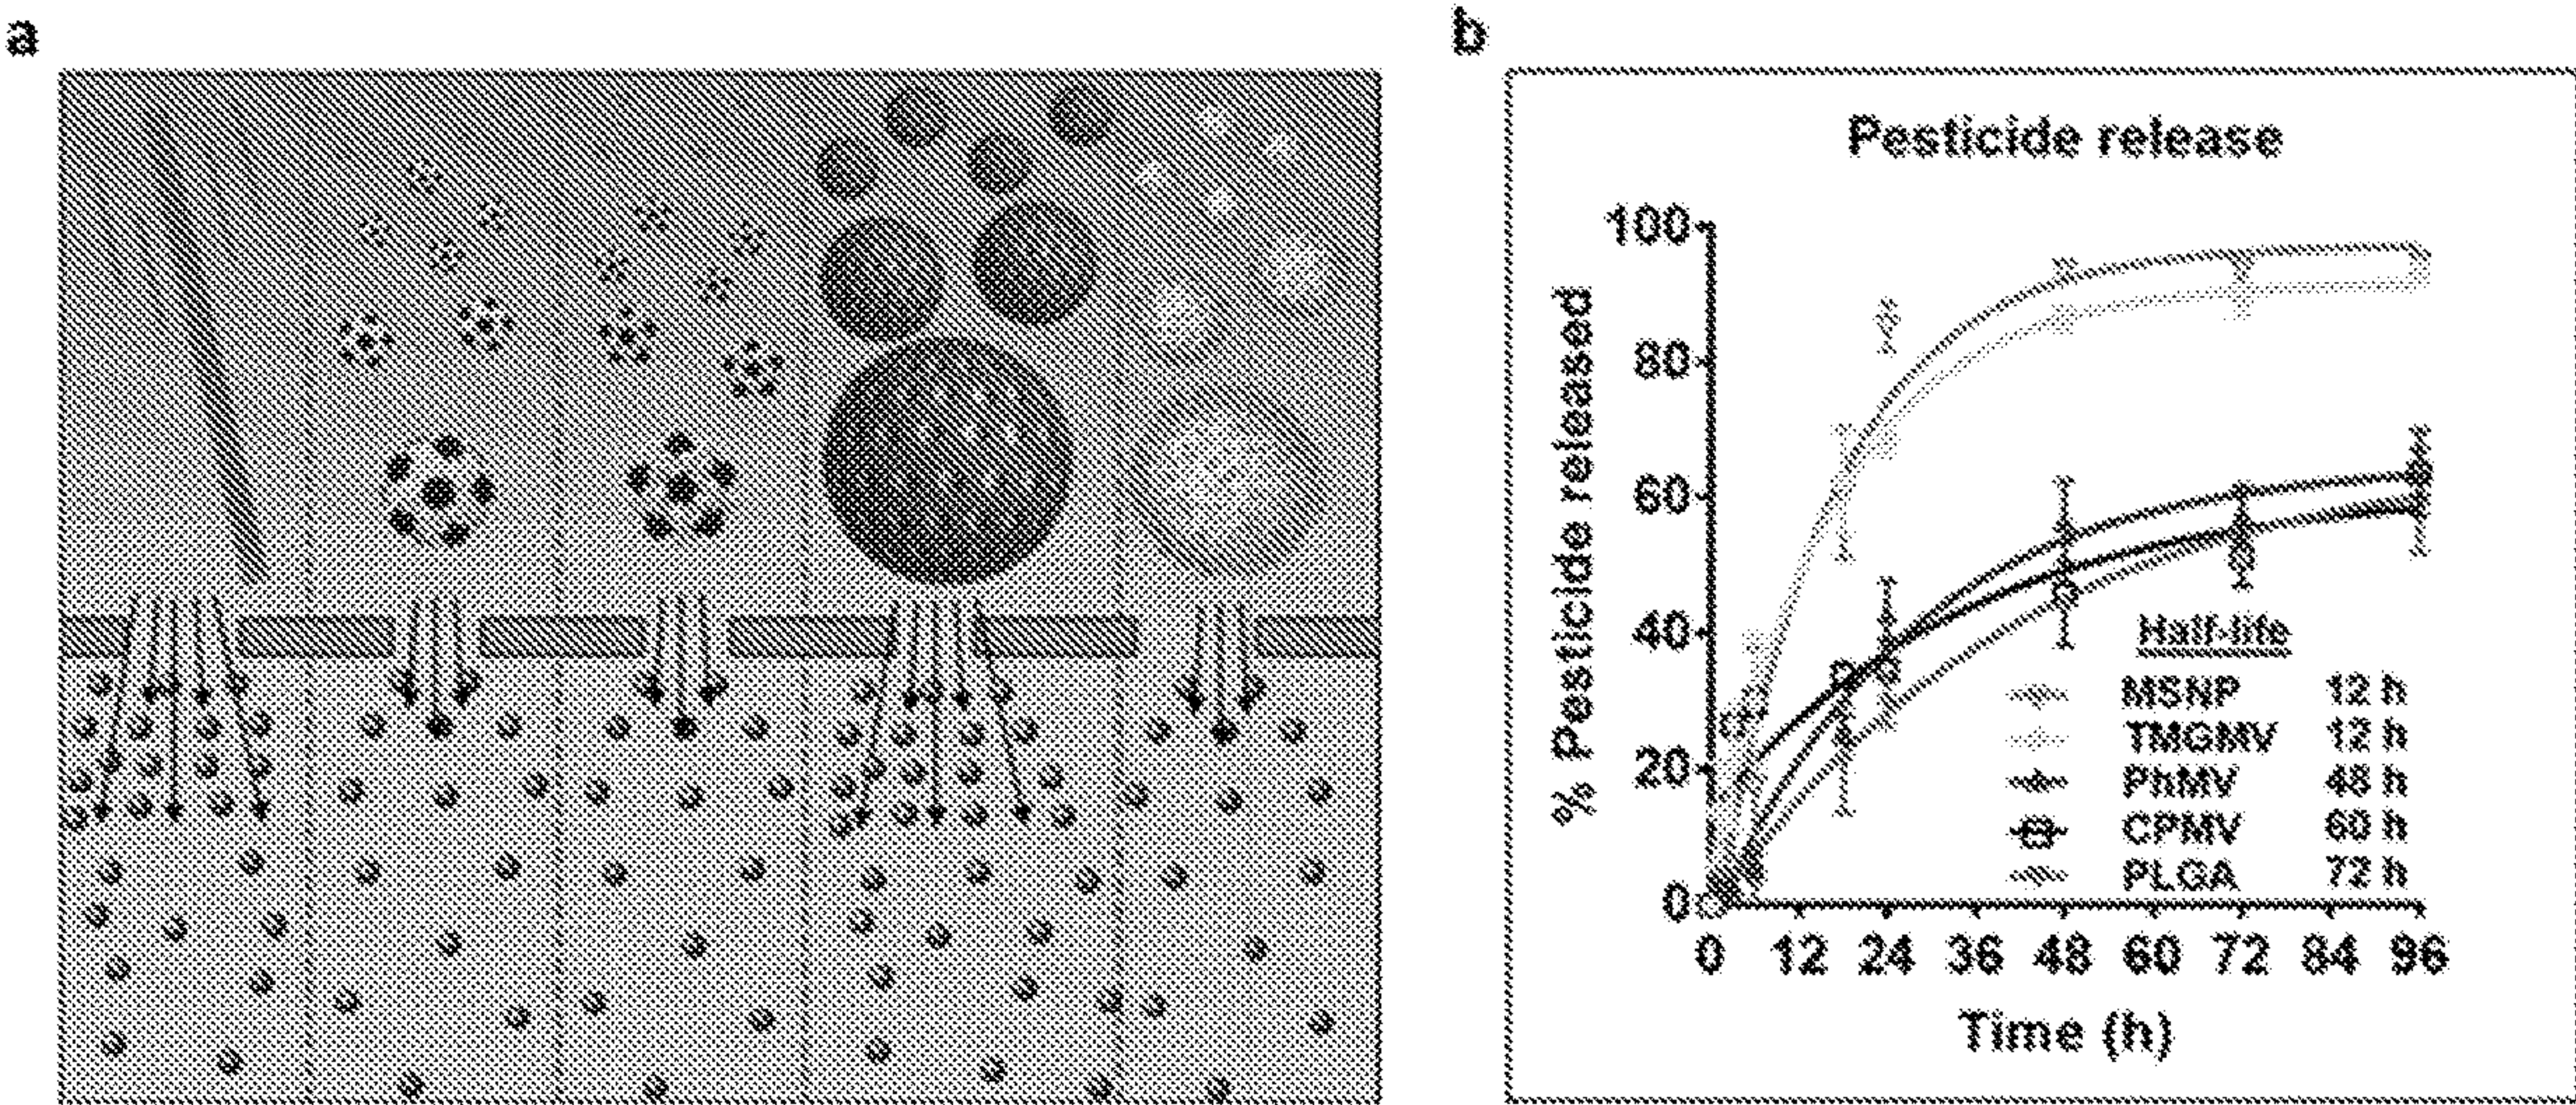 a
b
Pesticide release
% Pesticide released
100
80
60
40
20
0
Half-life
MSNP 12 h
TMGMV 12 h
PhMV 48 h
CPMV 60 h
PLGA 72 h
0 12 24 36 48 60 72 84 96
Time (h)